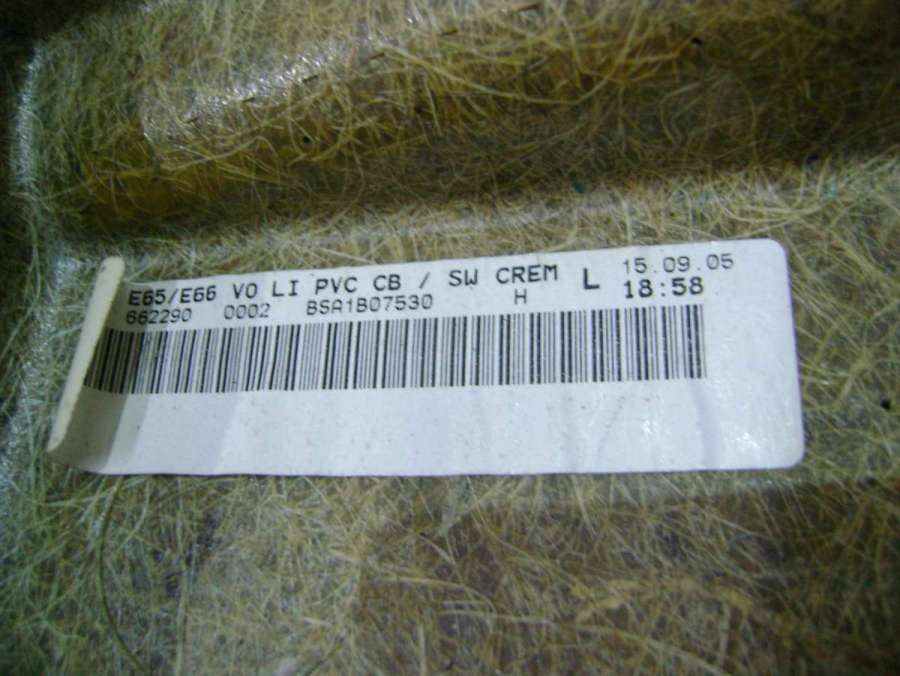 E65/E66 VO LI PVC CB / SW CREM L 15.09.05
662290 0002 BSA1B07530 H 18:58